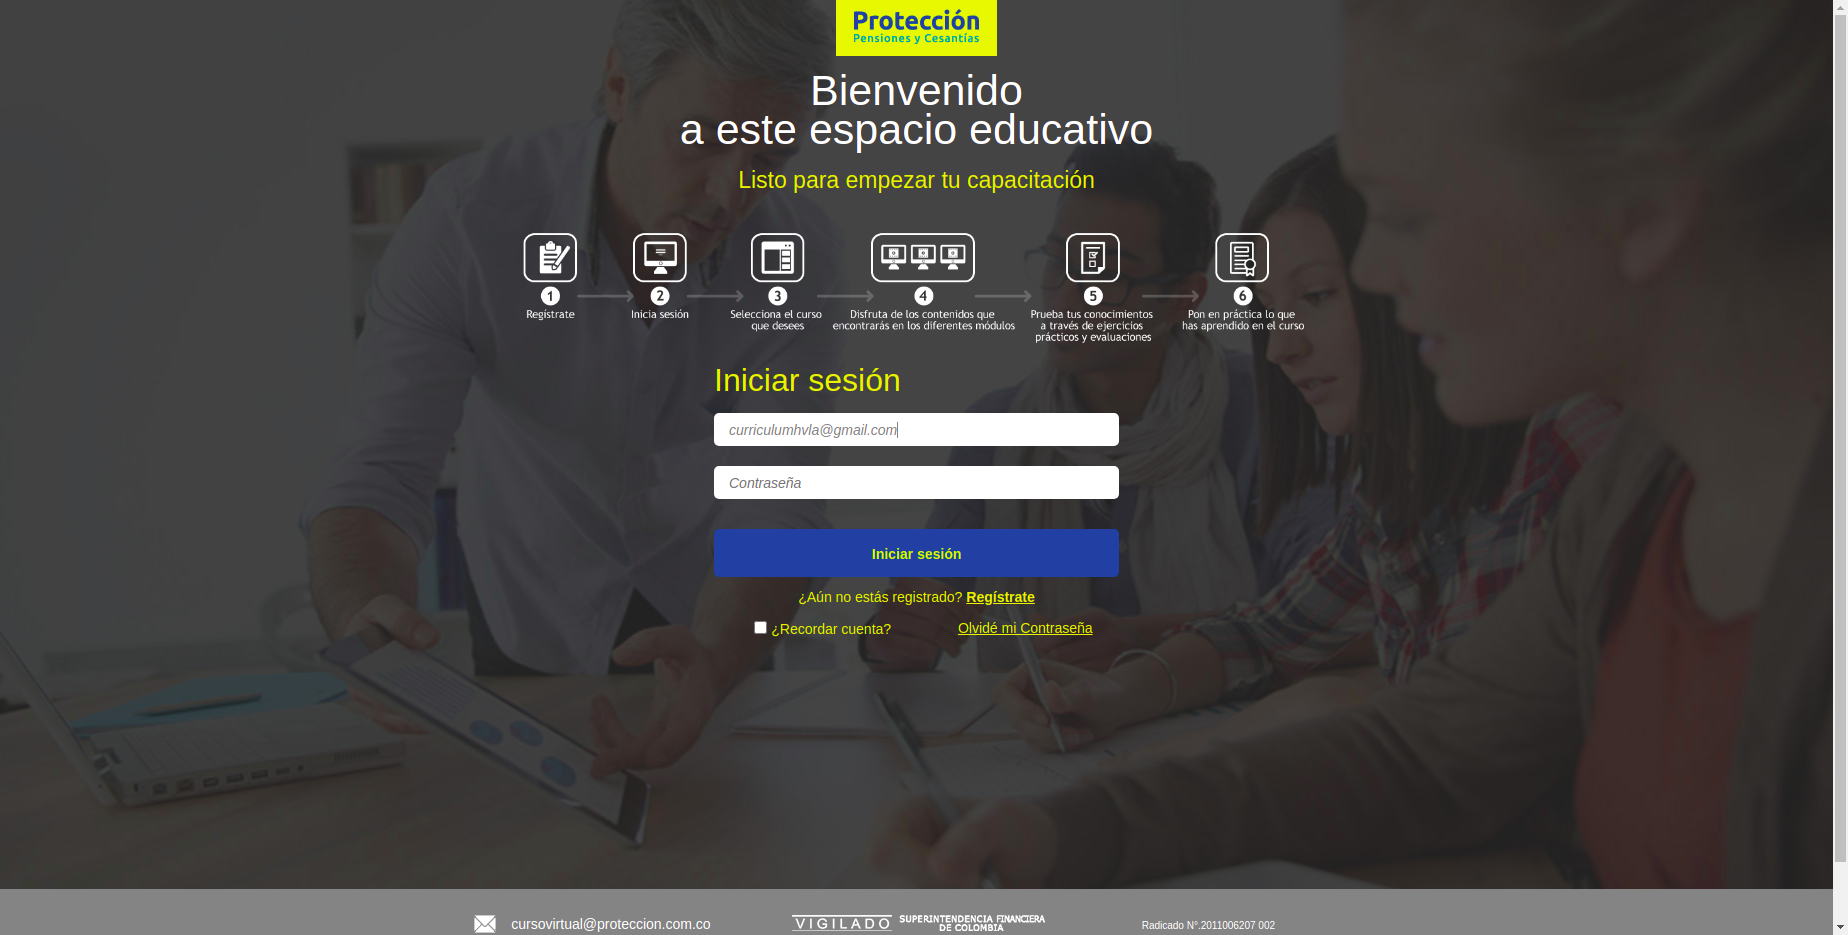 Protección
Pensiones y Cesantías
Bienvenido
a este espacio educativo
Listo para empezar tu capacitación
1
Regístrate
2
Inicia sesión
3
Selecciona el curso
que desees
4
Disfruta de los contenidos que
encontrarás en los diferentes módulos
5
Prueba tus conocimientos
a través de ejercicios
prácticos y evaluaciones
6
Pon en práctica lo que
has aprendido en el curso
Iniciar sesión
curriculumhvla@gmail.com
Contraseña
Iniciar sesión
¿Aún no estás registrado? Regístrate
¿Recordar cuenta?
Olvidé mi Contraseña
cursovirtual@proteccion.com.co
VIGILADO
SUPERINTENDENCIA FINANCIERA
DE COLOMBIA
Radicado N°.2011006207 002